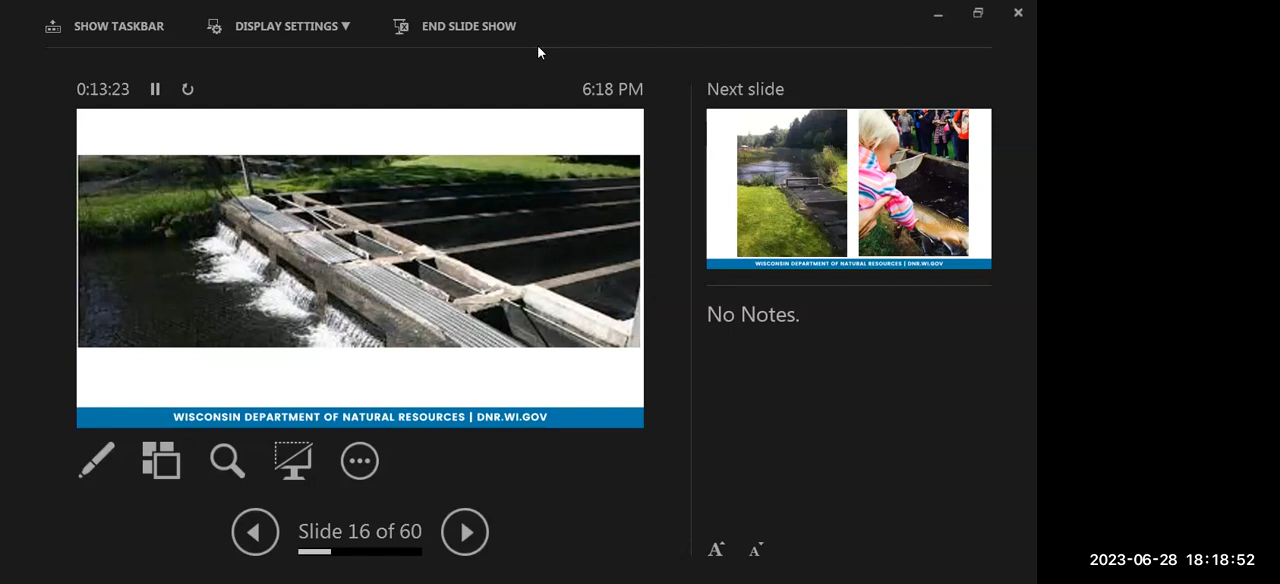 SHOW TASKBAR
DISPLAY SETTINGS ▼
END SLIDE SHOW
0:13:23
6:18 PM
WISCONSIN DEPARTMENT OF NATURAL RESOURCES | DNR.WI.GOV
Slide 16 of 60
Next slide
WISCONSIN DEPARTMENT OF NATURAL RESOURCES | DNR.WI.GOV
No Notes.
A A
2023-06-28 18:18:52